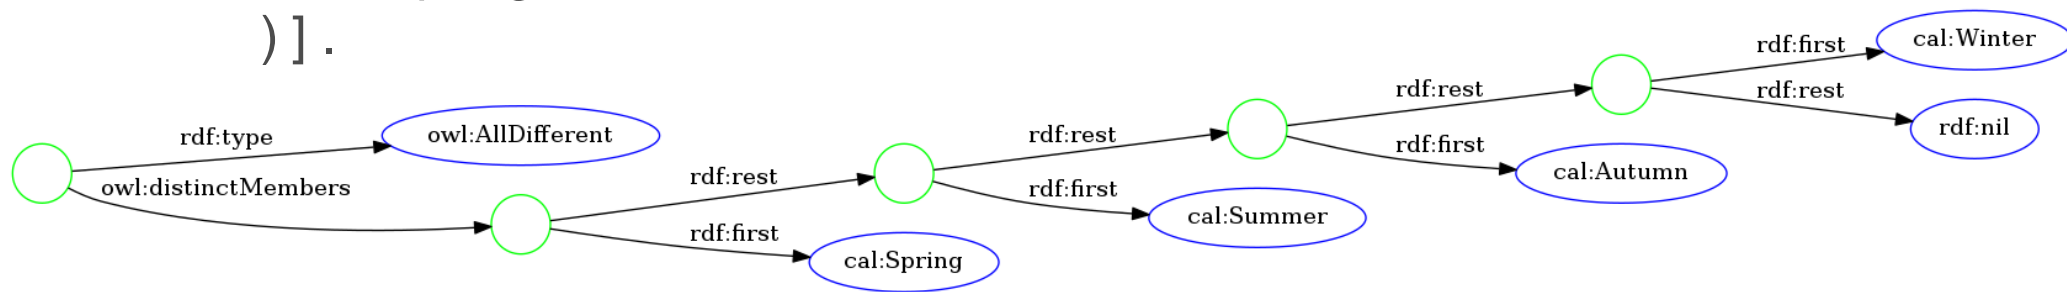 )].
rdf:type
owl:AllDifferent
owl:distinctMembers
rdf:rest
rdf:first
cal:Spring
rdf:rest
rdf:first
cal:Summer
rdf:rest
rdf:first
cal:Autumn
rdf:first
cal:Winter
rdf:rest
rdf:nil